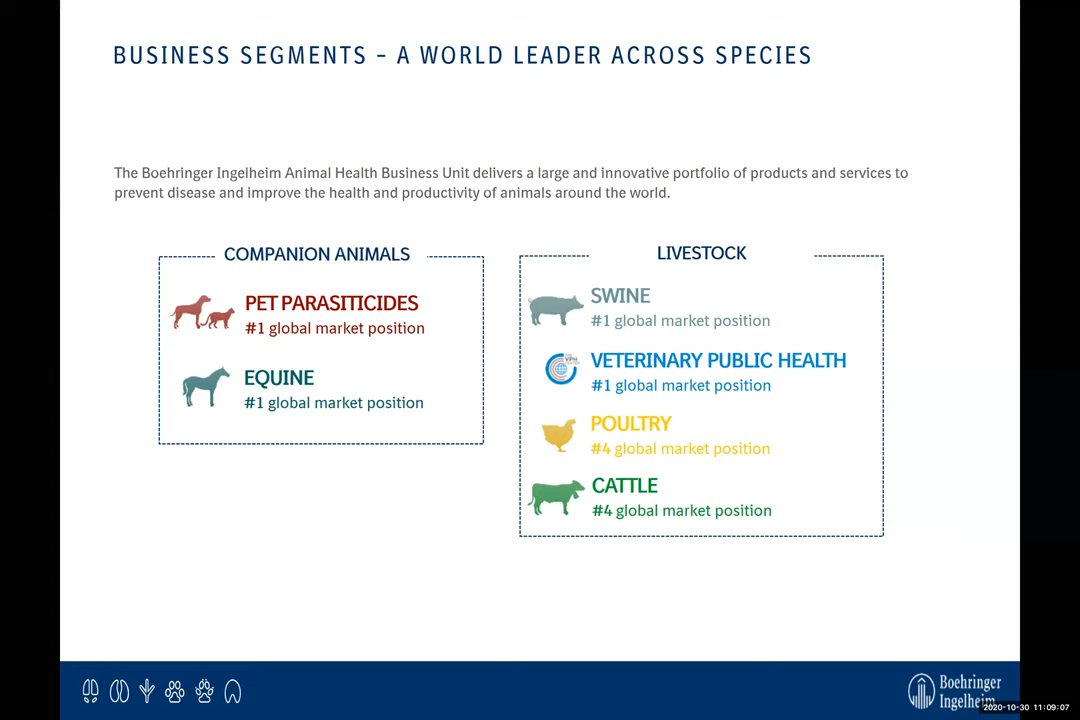 BUSINESS SEGMENTS – A WORLD LEADER ACROSS SPECIES
The Boehringer Ingelheim Animal Health Business Unit delivers a large and innovative portfolio of products and services to
prevent disease and improve the health and productivity of animals around the world.
COMPANION ANIMALS
PET PARASITICIDES
#1 global market position
EQUINE
#1 global market position
LIVESTOCK
SWINE
#1 global market position
VPH
VETERINARY PUBLIC HEALTH
#1 global market position
POULTRY
#4 global market position
CATTLE
#4 global market position
Boehringer
Ingelheim
2020-10-30 11:09:07